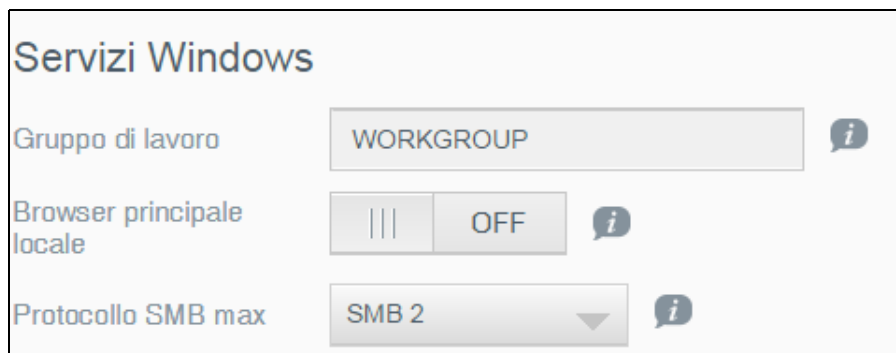 Servizi Windows
Gruppo di lavoro WORKGROUP
Browser principale
locale OFF
Protocollo SMB max SMB 2